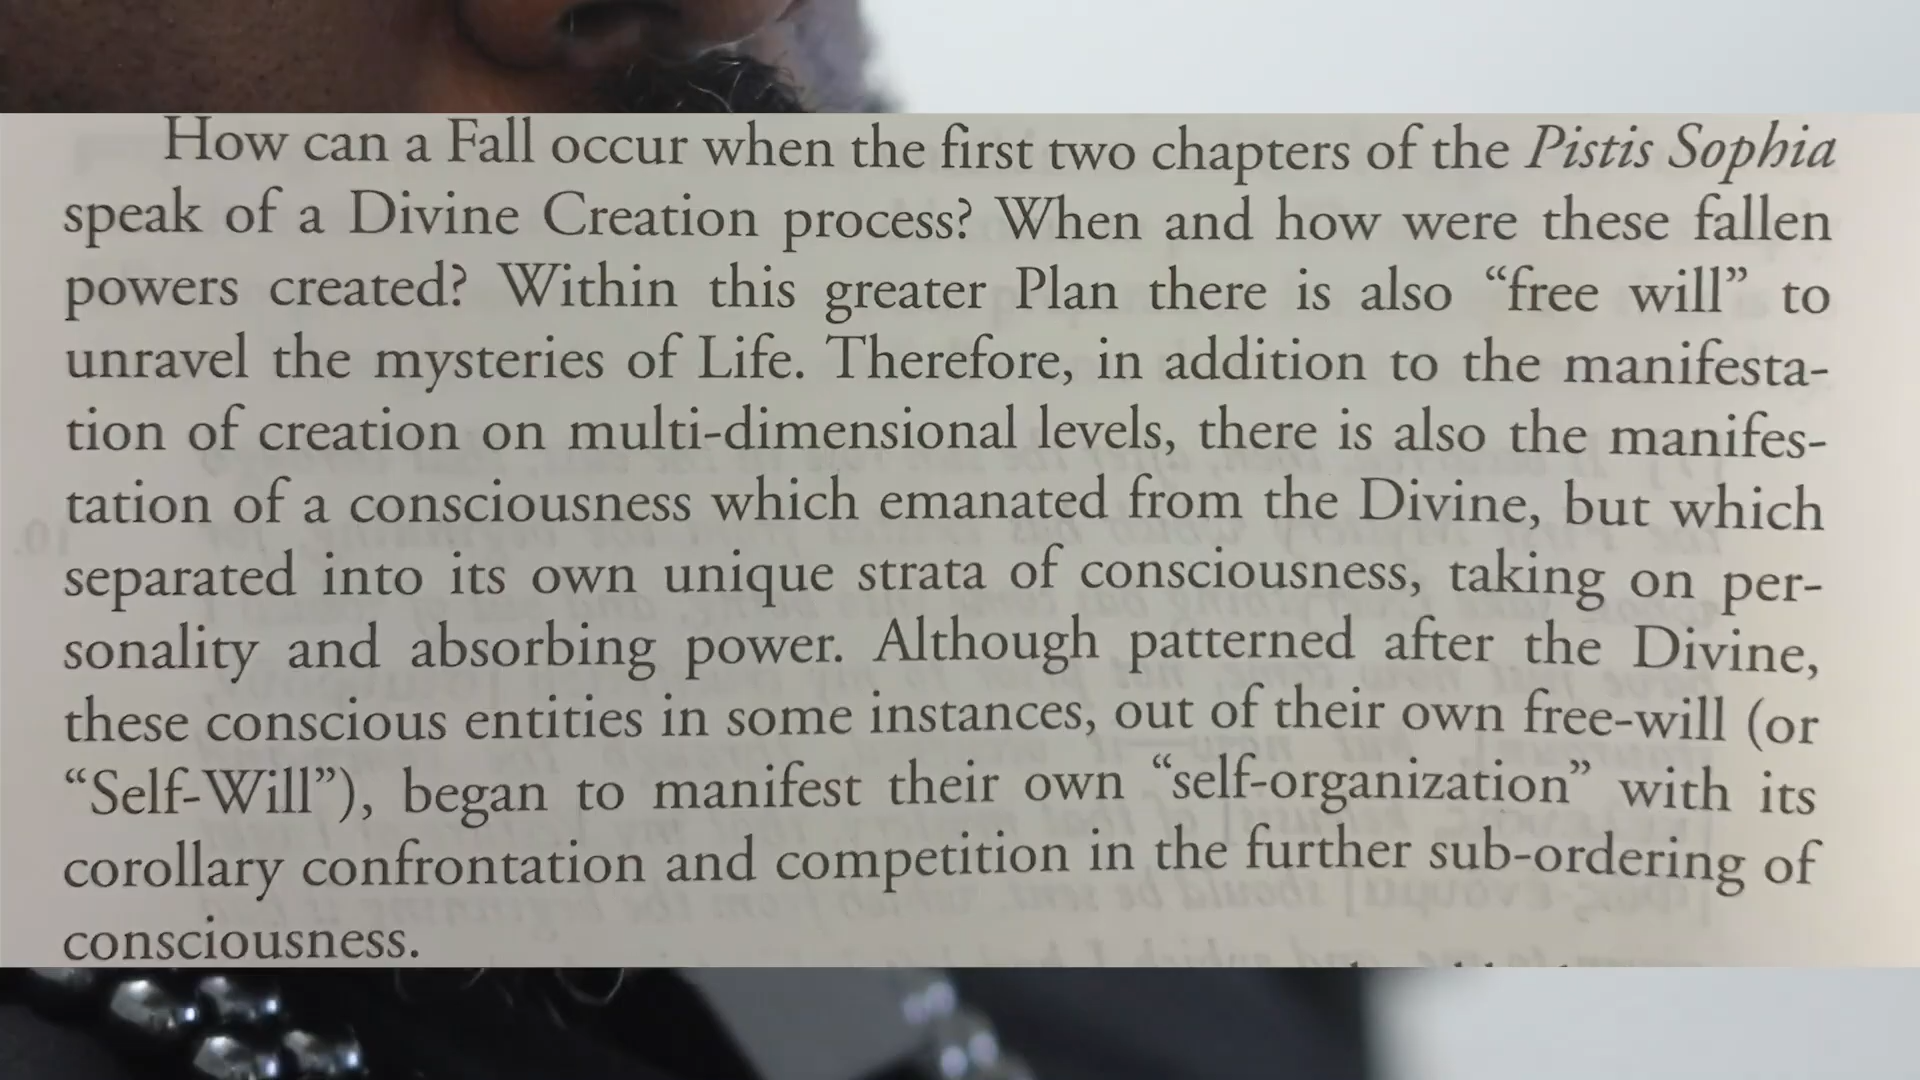 How can a Fall occur when the first two chapters of the Pistis Sophia
speak of a Divine Creation process? When and how were these fallen
powers created? Within this greater Plan there is also “free will” to
unravel the mysteries of Life. Therefore, in addition to the manifesta-
tion of creation on multi-dimensional levels, there is also the manifes-
tation of a consciousness which emanated from the Divine, but which
separated into its own unique strata of consciousness, taking on per-
sonality and absorbing power. Although patterned after the Divine,
these conscious entities in some instances, out of their own free-will (or
“Self-Will”), began to manifest their own “self-organization” with its
corollary confrontation and competition in the further sub-ordering of
consciousness.